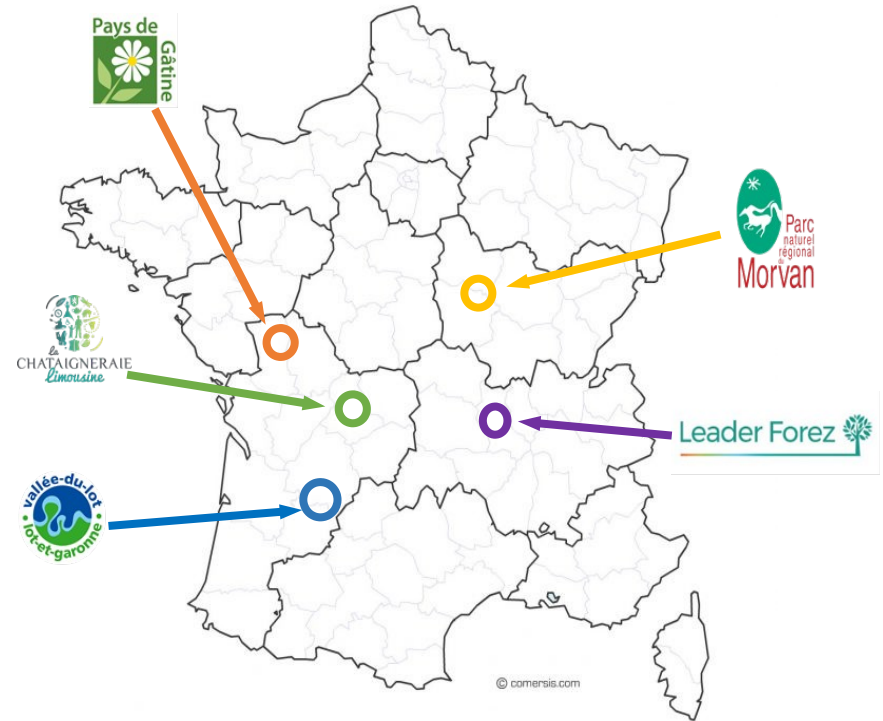 Pays de
Gâtine
Parc
naturel
régional
du
Morvan
la
CHATAIGNERAIE
Limousine
Leader Forez
vallée-du-lot
lot-et-garonne
© comersis.com